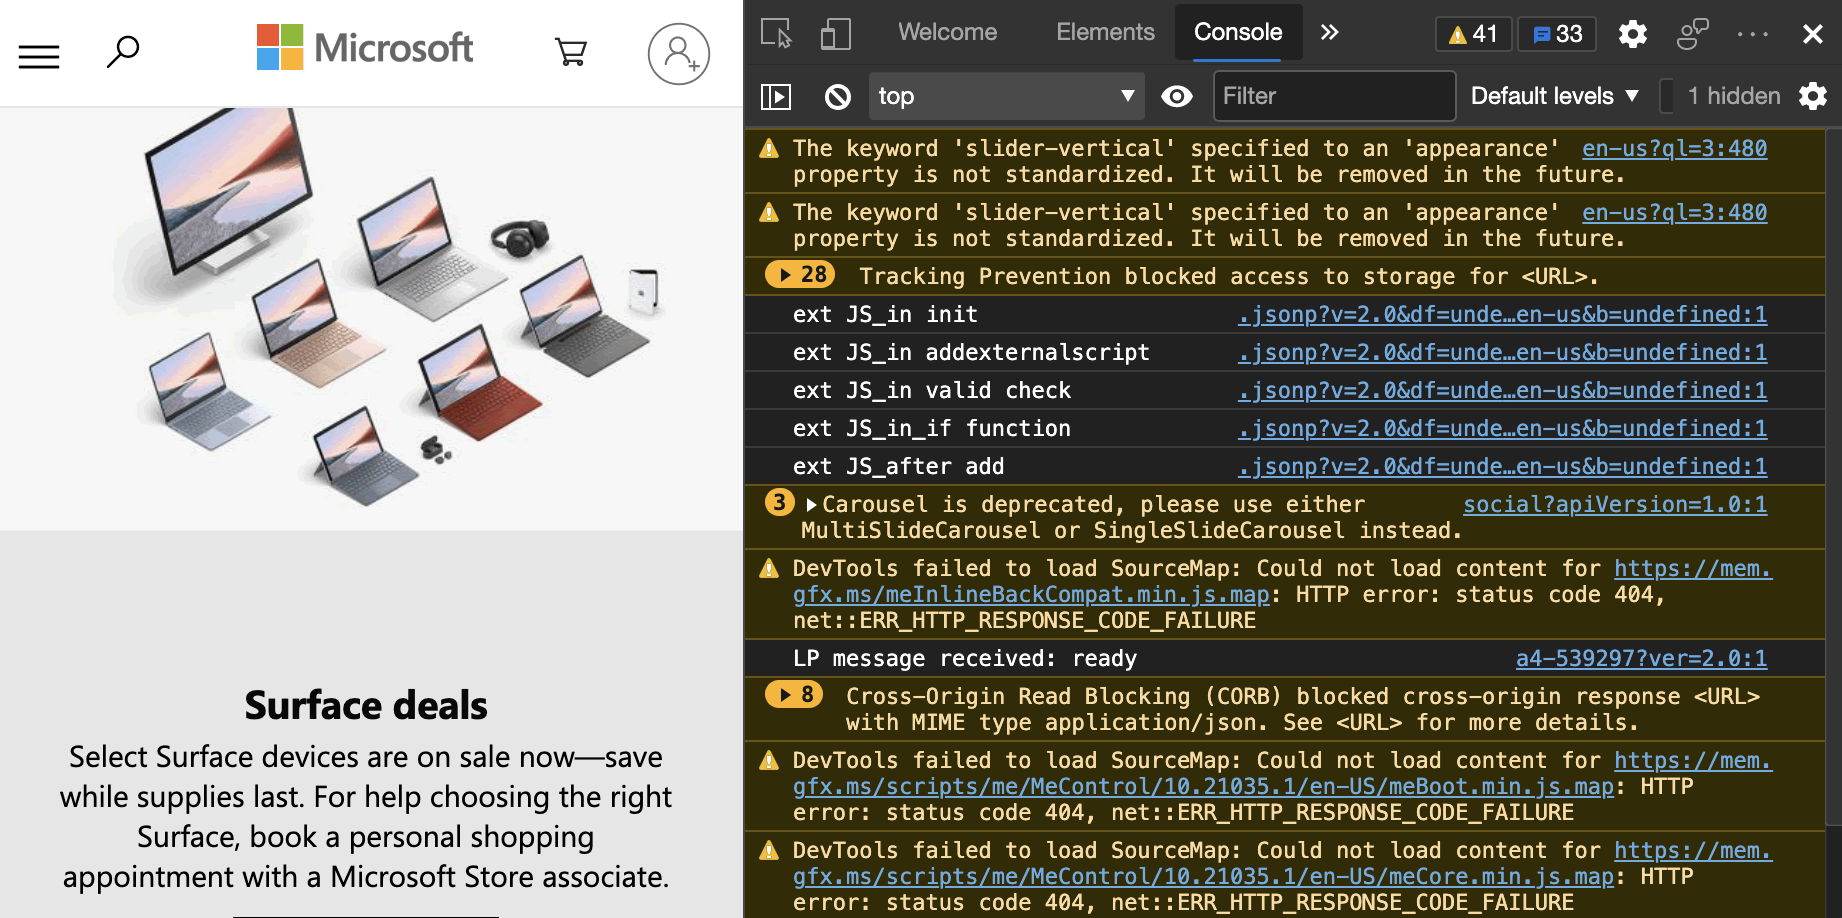 Microsoft
Surface deals
Select Surface devices are on sale now—save
while supplies last. For help choosing the right
Surface, book a personal shopping
appointment with a Microsoft Store associate.
Welcome Elements Console 41 33
top Filter Default levels 1 hidden
The keyword 'slider-vertical' specified to an 'appearance' en-us?ql=3:480
property is not standardized. It will be removed in the future.
The keyword 'slider-vertical' specified to an 'appearance' en-us?ql=3:480
property is not standardized. It will be removed in the future.
28 Tracking Prevention blocked access to storage for <URL>.
ext JS_in init .jsonp?v=2.0&df=unde…en-us&b=undefined:1
ext JS_in addexternalscript .jsonp?v=2.0&df=unde…en-us&b=undefined:1
ext JS_in valid check .jsonp?v=2.0&df=unde…en-us&b=undefined:1
ext JS_in_if function .jsonp?v=2.0&df=unde…en-us&b=undefined:1
ext JS_after add .jsonp?v=2.0&df=unde…en-us&b=undefined:1
3 Carousel is deprecated, please use either social?apiVersion=1.0:1
MultiSlideCarousel or SingleSlideCarousel instead.
DevTools failed to load SourceMap: Could not load content for https://mem.
gfx.ms/meInlineBackCompat.min.js.map: HTTP error: status code 404,
net::ERR_HTTP_RESPONSE_CODE_FAILURE
LP message received: ready a4-539297?ver=2.0:1
8 Cross-Origin Read Blocking (CORB) blocked cross-origin response <URL>
with MIME type application/json. See <URL> for more details.
DevTools failed to load SourceMap: Could not load content for https://mem.
gfx.ms/scripts/me/MeControl/10.21035.1/en-US/meBoot.min.js.map: HTTP
error: status code 404, net::ERR_HTTP_RESPONSE_CODE_FAILURE
DevTools failed to load SourceMap: Could not load content for https://mem.
gfx.ms/scripts/me/MeControl/10.21035.1/en-US/meCore.min.js.map: HTTP
error: status code 404, net::ERR_HTTP_RESPONSE_CODE_FAILURE